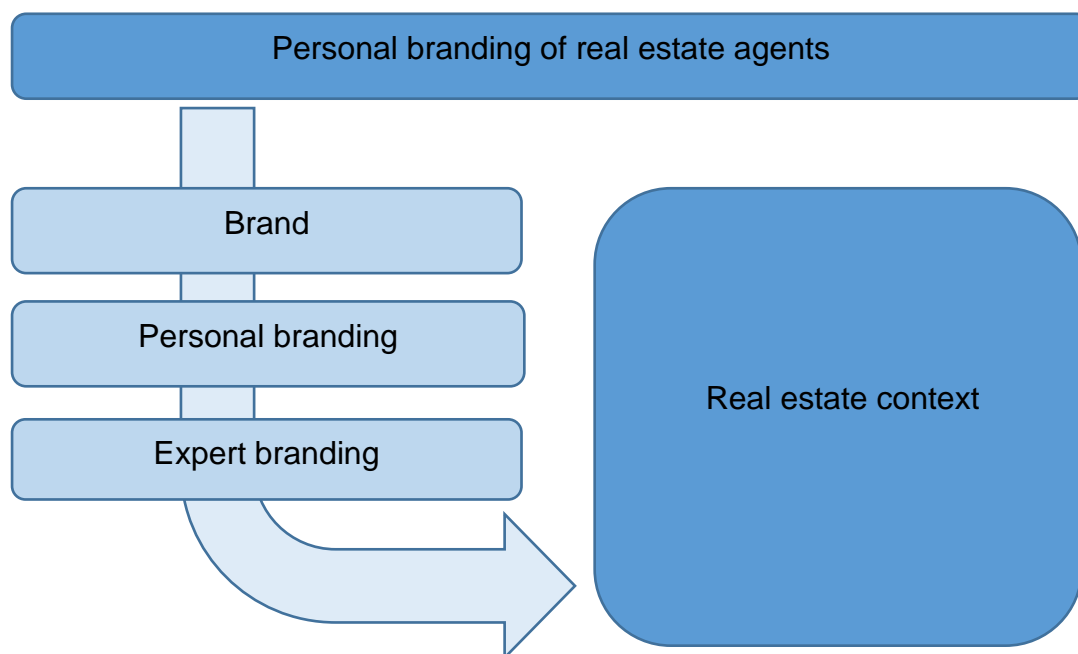 Personal branding of real estate agents
Brand
Personal branding
Expert branding
Real estate context